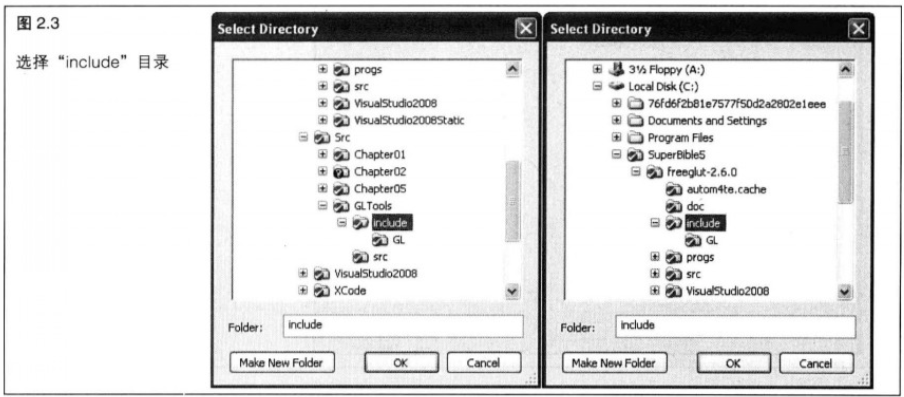 图 2.3
选择“include”目录
Select Directory
progs
src
VisualStudio2008
VisualStudio2008Static
Src
Chapter01
Chapter02
Chapter05
GLTools
include
GL
src
VisualStudio2008
XCode
Folder: include
Make New Folder OK Cancel
Select Directory
3½ Floppy (A:)
Local Disk (C:)
76fd6f2b81e7577f50d2a2802e1eee
Documents and Settings
Program Files
SuperBible5
freeglut-2.6.0
autom4te.cache
doc
include
GL
progs
src
VisualStudio2008
Folder: include
Make New Folder OK Cancel